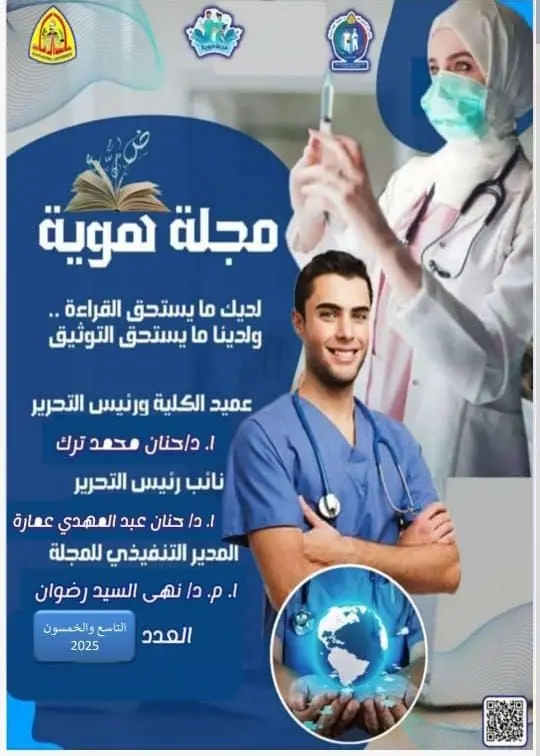 مجلة هوية
لديك ما يستحق القراءة ..
ولدينا ما يستحق التوثيق
عميد الكلية ورئيس التحرير
ا. د/حنان محمد ترك
نائب رئيس التحرير
ا. د/ حنان عبد المهدي عمارة
المدير التنفيذي للمجلة
ا. م. د/ نهى السيد رضوان
العدد
التاسع والخمسون
2025